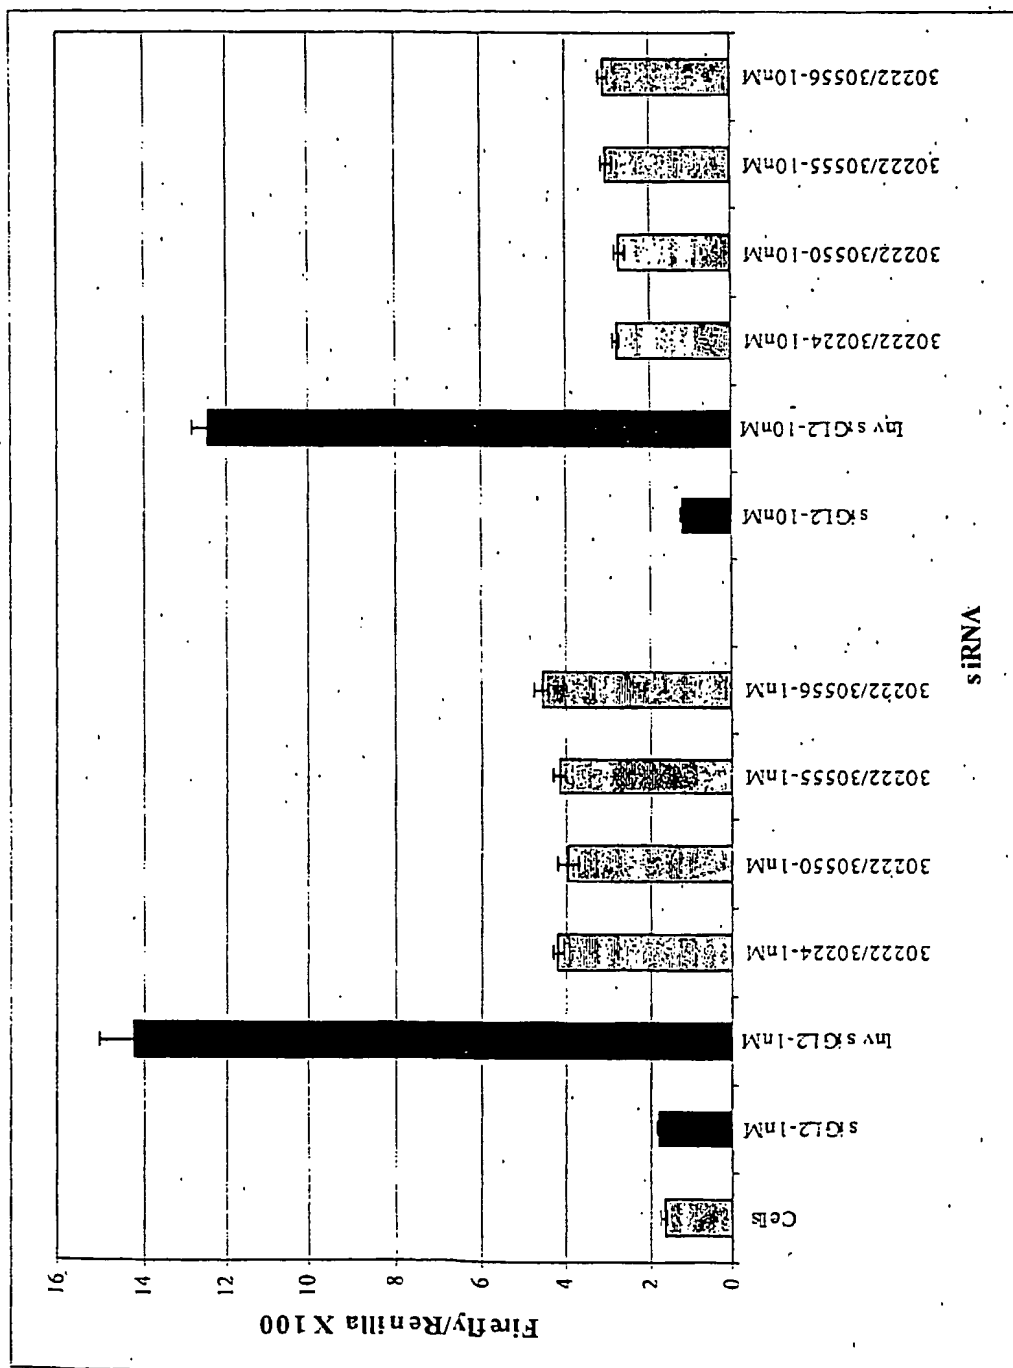 Firefly/Renilla X 100
16
14
12
10
8
6
4
2
0
Cells
siGL2-1nM
Inv siGL2-1nM
30222/30224-1nM
30222/30550-1nM
30222/30555-1nM
30222/30556-1nM
siGL2-10nM
Inv siGL2-10nM
30222/30224-10nM
30222/30550-10nM
30222/30555-10nM
30222/30556-10nM
siRNA